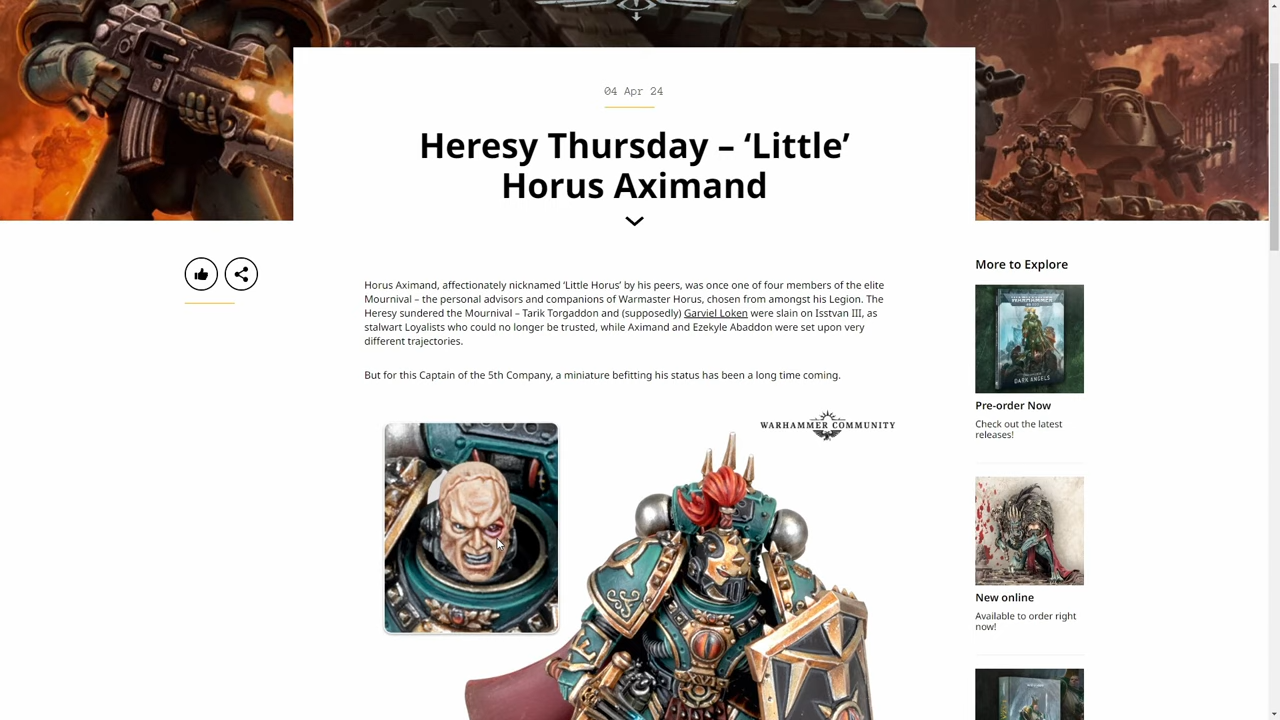 04 Apr 24
Heresy Thursday – ‘Little’
Horus Aximand
Horus Aximand, affectionately nicknamed ‘Little Horus’ by his peers, was once one of four members of the elite
Mournival – the personal advisors and companions of Warmaster Horus, chosen from amongst his Legion. The
Heresy sundered the Mournival – Tarik Torgaddon and (supposedly) Garviel Loken were slain on Isstvan III, as
stalwart Loyalists who could no longer be trusted, while Aximand and Ezekyle Abaddon were set upon very
different trajectories.
But for this Captain of the 5th Company, a miniature befitting his status has been a long time coming.
WARHAMMER COMMUNITY
More to Explore
WARHAMMER
DARK ANGELS
Pre-order Now
Check out the latest
releases!
New online
Available to order right
now!